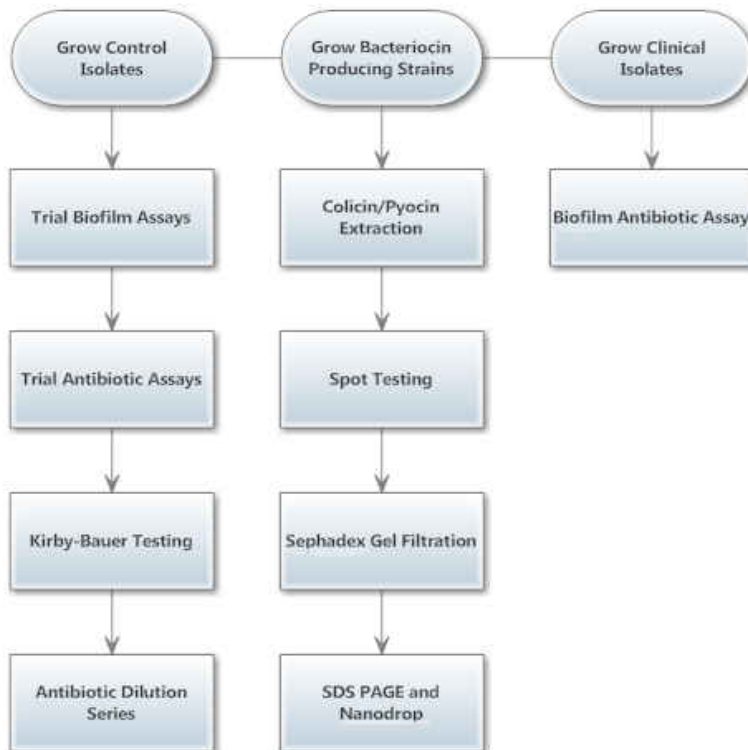 Grow Control
Isolates
Grow Bacteriocin
Producing Strains
Grow Clinical
Isolates
Trial Biofilm Assays
Colicin/Pyocin
Extraction
Biofilm Antibiotic Assay
Trial Antibiotic Assays
Spot Testing
Kirby-Bauer Testing
Sephadex Gel Filtration
Antibiotic Dilution
Series
SDS PAGE and
Nanodrop